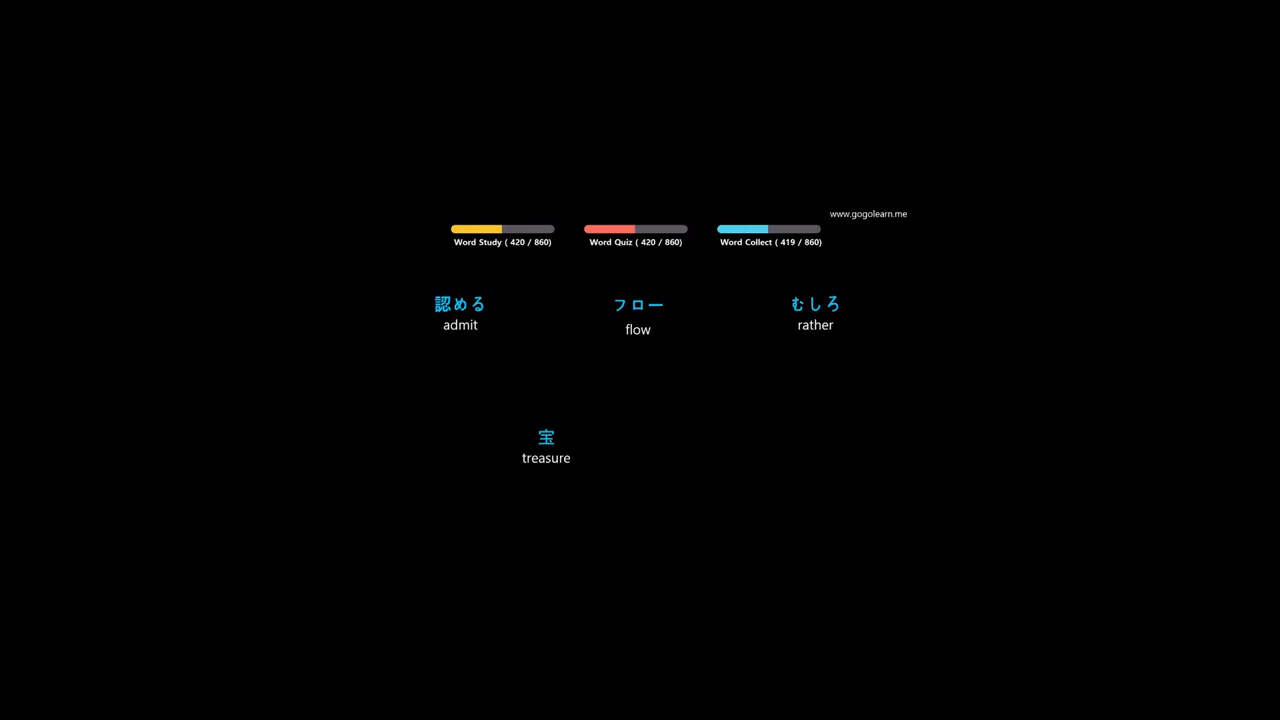 www.gogolearn.me
Word Study ( 420 / 860) Word Quiz ( 420 / 860) Word Collect ( 419 / 860)
認める フロー むしろ
admit flow rather
宝
treasure